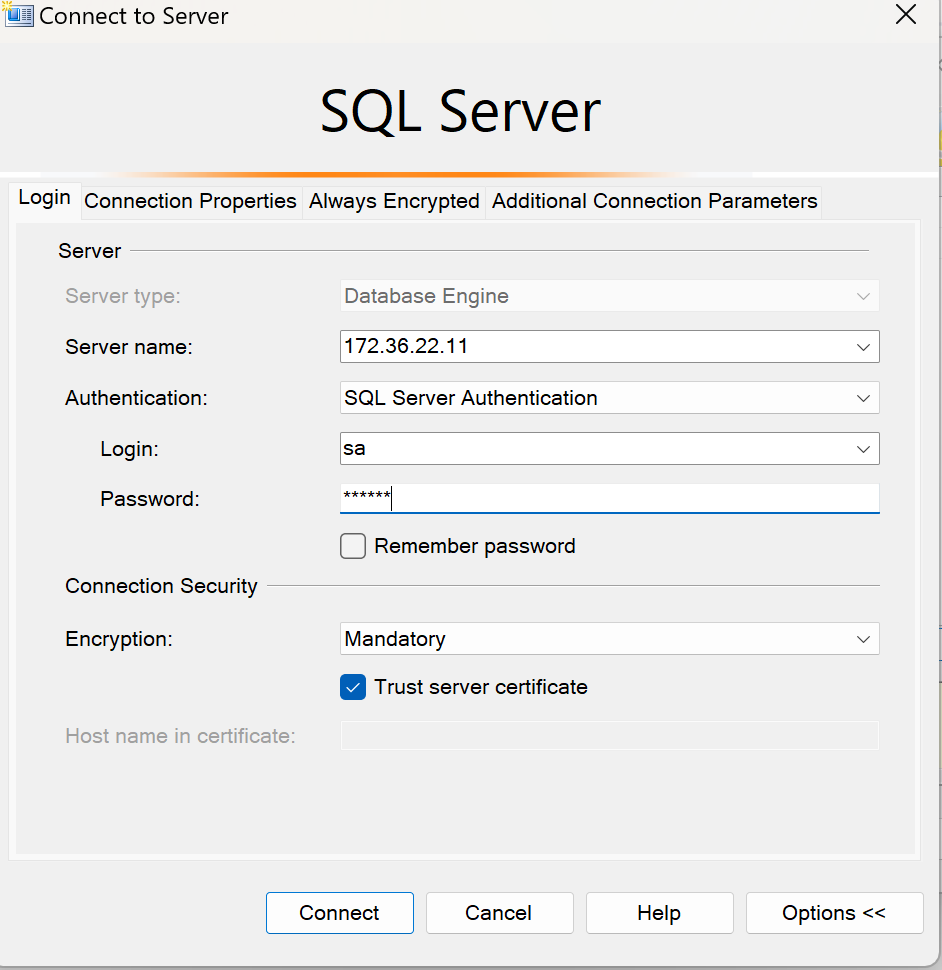 Connect to Server
SQL Server
Login Connection Properties Always Encrypted Additional Connection Parameters
Server
Server type: Database Engine
Server name: 172.36.22.11
Authentication: SQL Server Authentication
Login: sa
Password: ******
Remember password
Connection Security
Encryption: Mandatory
Trust server certificate
Host name in certificate:
Connect Cancel Help Options <<